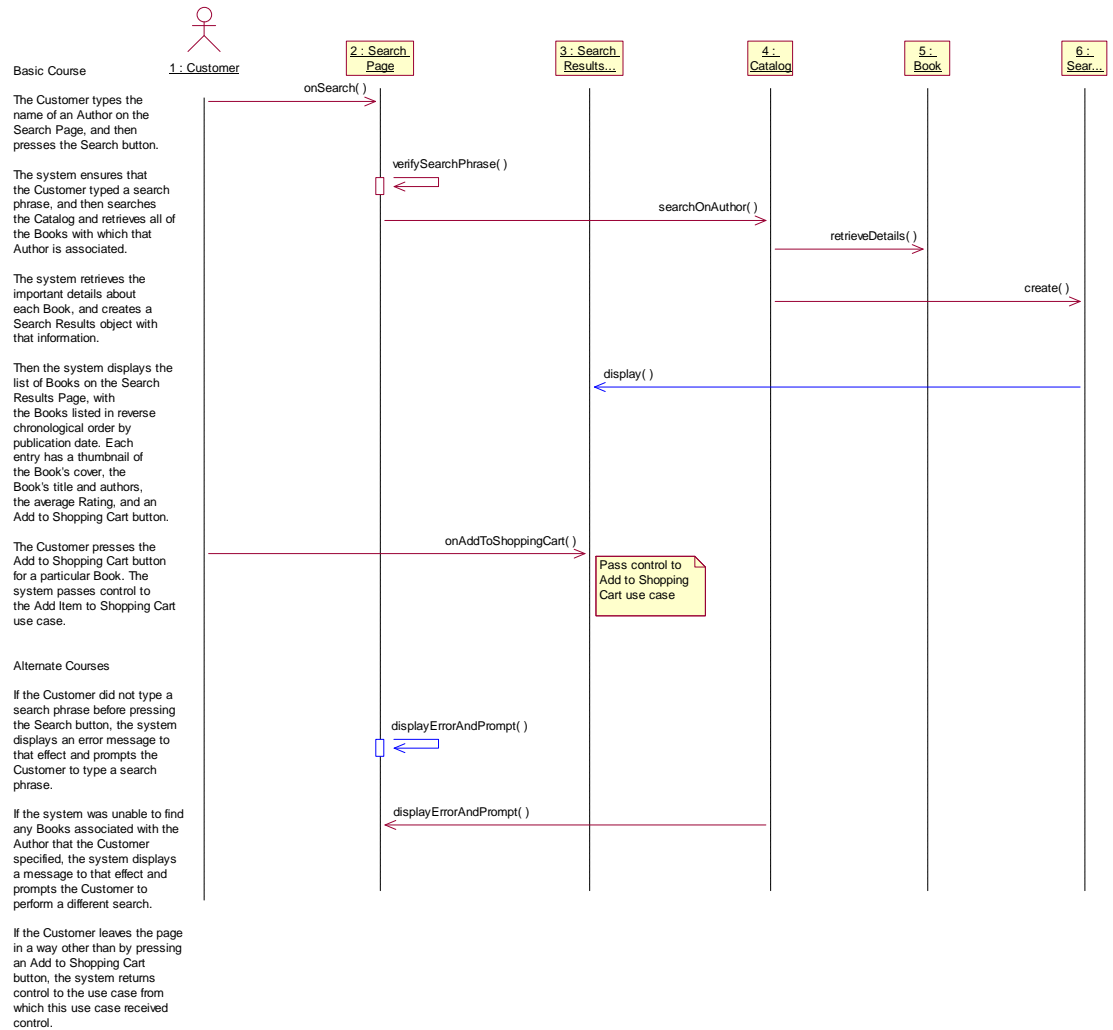 1 : Customer
2 : Search
Page
3 : Search
Results...
4 :
Catalog
5 :
Book
6 :
Sear...
Basic Course
The Customer types the
name of an Author on the
Search Page, and then
presses the Search button.
The system ensures that
the Customer typed a search
phrase, and then searches
the Catalog and retrieves all of
the Books with which that
Author is associated.
The system retrieves the
important details about
each Book, and creates a
Search Results object with
that information.
Then the system displays the
list of Books on the Search
Results Page, with
the Books listed in reverse
chronological order by
publication date. Each
entry has a thumbnail of
the Book's cover, the
Book's title and authors,
the average Rating, and an
Add to Shopping Cart button.
The Customer presses the
Add to Shopping Cart button
for a particular Book. The
system passes control to
the Add Item to Shopping Cart
use case.
Alternate Courses
If the Customer did not type a
search phrase before pressing
the Search button, the system
displays an error message to
that effect and prompts the
Customer to type a search
phrase.
If the system was unable to find
any Books associated with the
Author that the Customer
specified, the system displays
a message to that effect and
prompts the Customer to
perform a different search.
If the Customer leaves the page
in a way other than by pressing
an Add to Shopping Cart
button, the system returns
control to the use case from
which this use case received
control.
onSearch( )
verifySearchPhrase( )
searchOnAuthor( )
retrieveDetails( )
create( )
display( )
onAddToShoppingCart( )
Pass control to
Add to Shopping
Cart use case
displayErrorAndPrompt( )
displayErrorAndPrompt( )